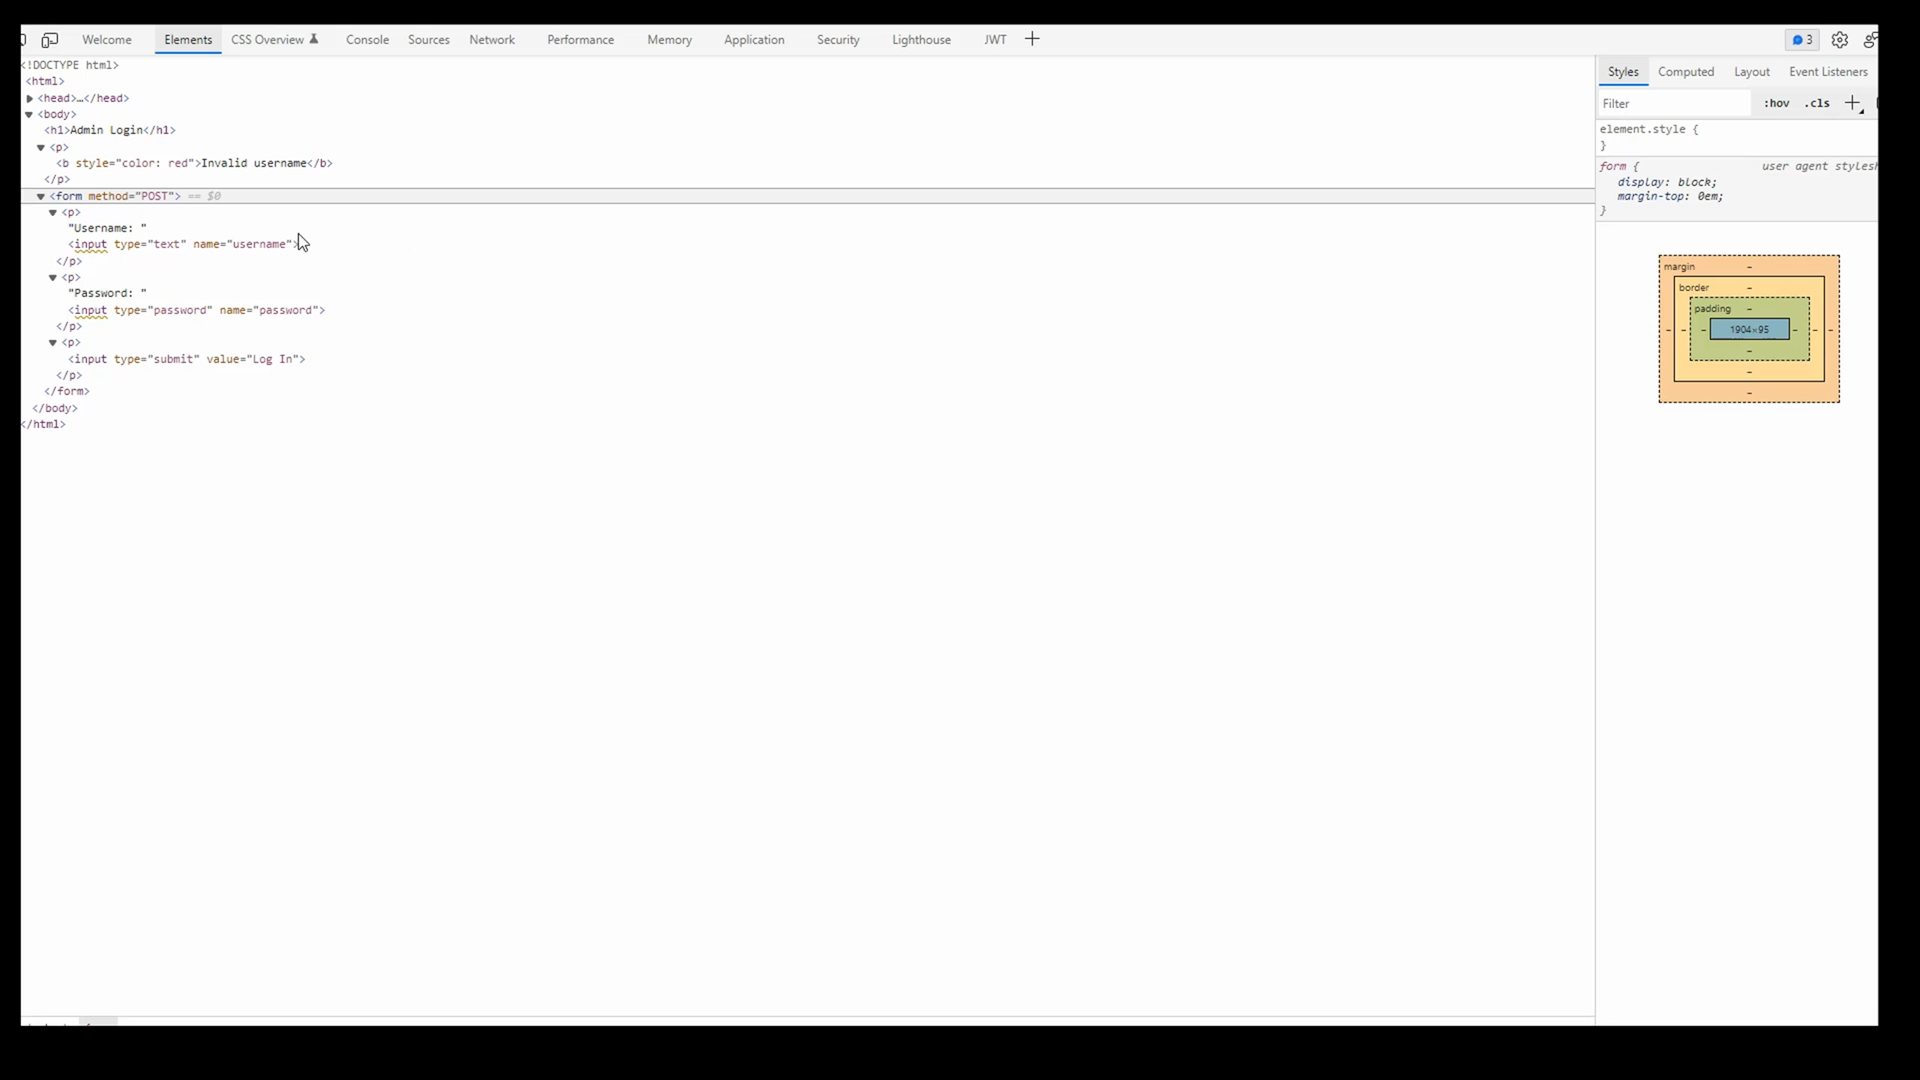 Welcome Elements CSS Overview Console Sources Network Performance Memory Application Security Lighthouse JWT 3
<!DOCTYPE html>
<html>
<head>…</head>
<body>
<h1>Admin Login</h1>
<p>
<b style="color: red">Invalid username</b>
</p>
<form method="POST"> == $0
<p>
"Username: "
<input type="text" name="username">
</p>
<p>
"Password: "
<input type="password" name="password">
</p>
<p>
<input type="submit" value="Log In">
</p>
</form>
</body>
</html>
Styles Computed Layout Event Listeners
Filter :hov .cls
element.style {
}
form { user agent stylesh
display: block;
margin-top: 0em;
}
margin –
border –
padding –
– – – 1904×95 – – –
–
–
–